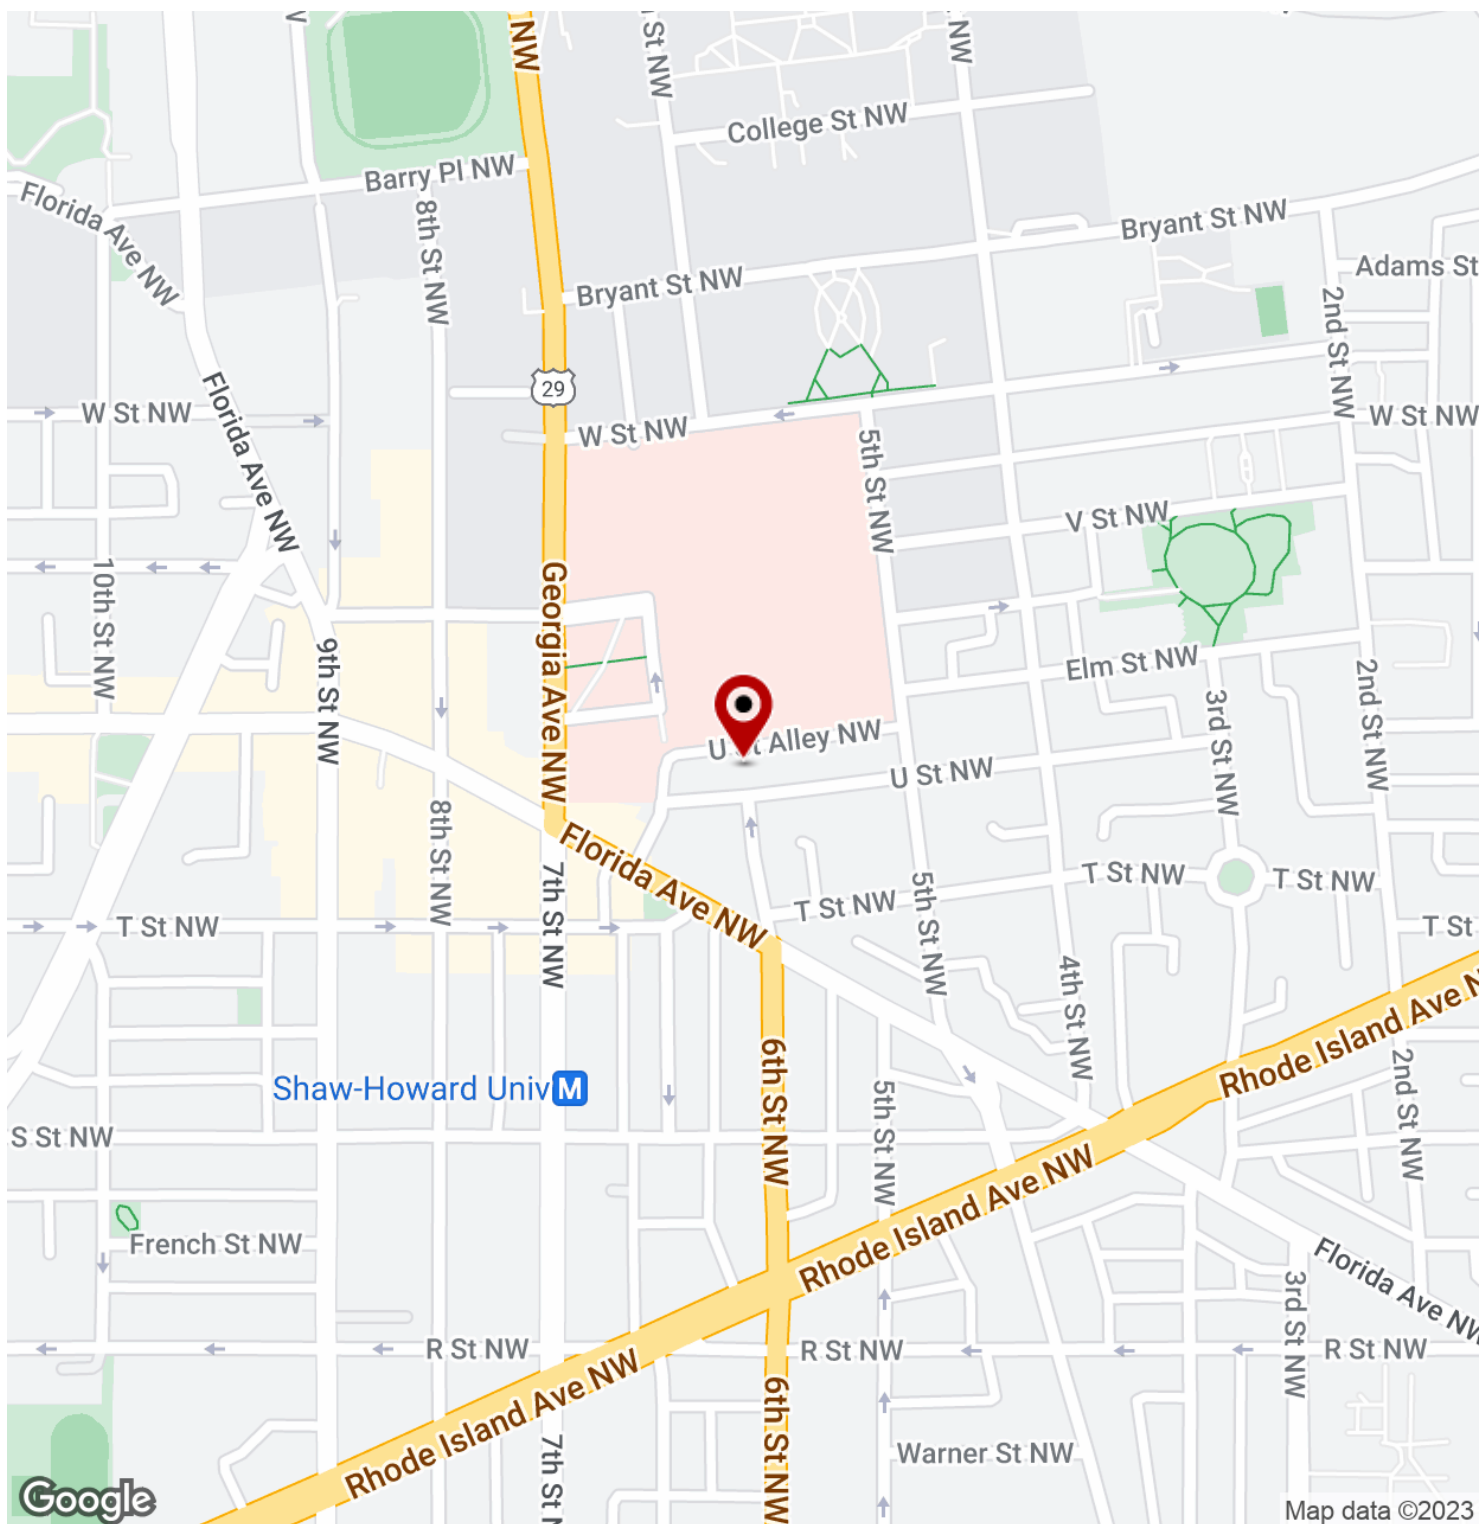 NW
St NW
NW
College St NW
Barry Pl NW
Florida Ave NW
8th St NW
Bryant St NW
Bryant St NW
Adams St
2nd St NW
Florida Ave NW
29
W St NW
W St NW
W St NW
5th St NW
V St NW
10th St NW
Georgia Ave NW
9th St NW
Elm St NW
3rd St NW
2nd St NW
U St Alley NW
U St NW
8th St NW
Florida Ave NW
7th St NW
T St NW
T St NW
5th St NW
T St NW
T St NW
T St
4th St NW
Rhode Island Ave N
6th St NW
Shaw-Howard Univ
M
5th St NW
2nd St NW
S St NW
Rhode Island Ave NW
French St NW
Florida Ave NW
3rd St NW
R St NW
R St NW
R St NW
Rhode Island Ave NW
6th St NW
7th St N
Warner St NW
Google
Map data ©2023